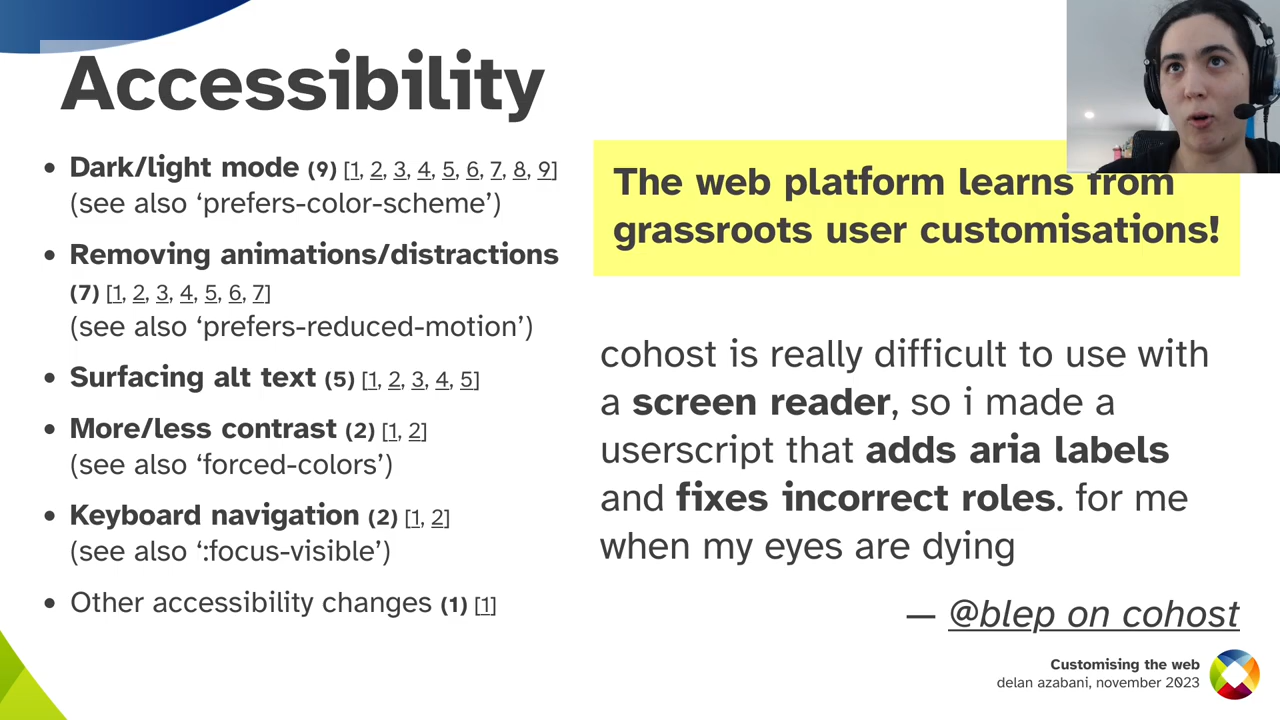 Accessibility
• Dark/light mode (9) [1, 2, 3, 4, 5, 6, 7, 8, 9]
(see also ‘prefers-color-scheme’)
• Removing animations/distractions
(7) [1, 2, 3, 4, 5, 6, 7]
(see also ‘prefers-reduced-motion’)
• Surfacing alt text (5) [1, 2, 3, 4, 5]
• More/less contrast (2) [1, 2]
(see also ‘forced-colors’)
• Keyboard navigation (2) [1, 2]
(see also ‘:focus-visible’)
• Other accessibility changes (1) [1]
The web platform learns from
grassroots user customisations!
cohost is really difficult to use with
a screen reader, so i made a
userscript that adds aria labels
and fixes incorrect roles. for me
when my eyes are dying
— @blep on cohost
Customising the web
delan azabani, november 2023